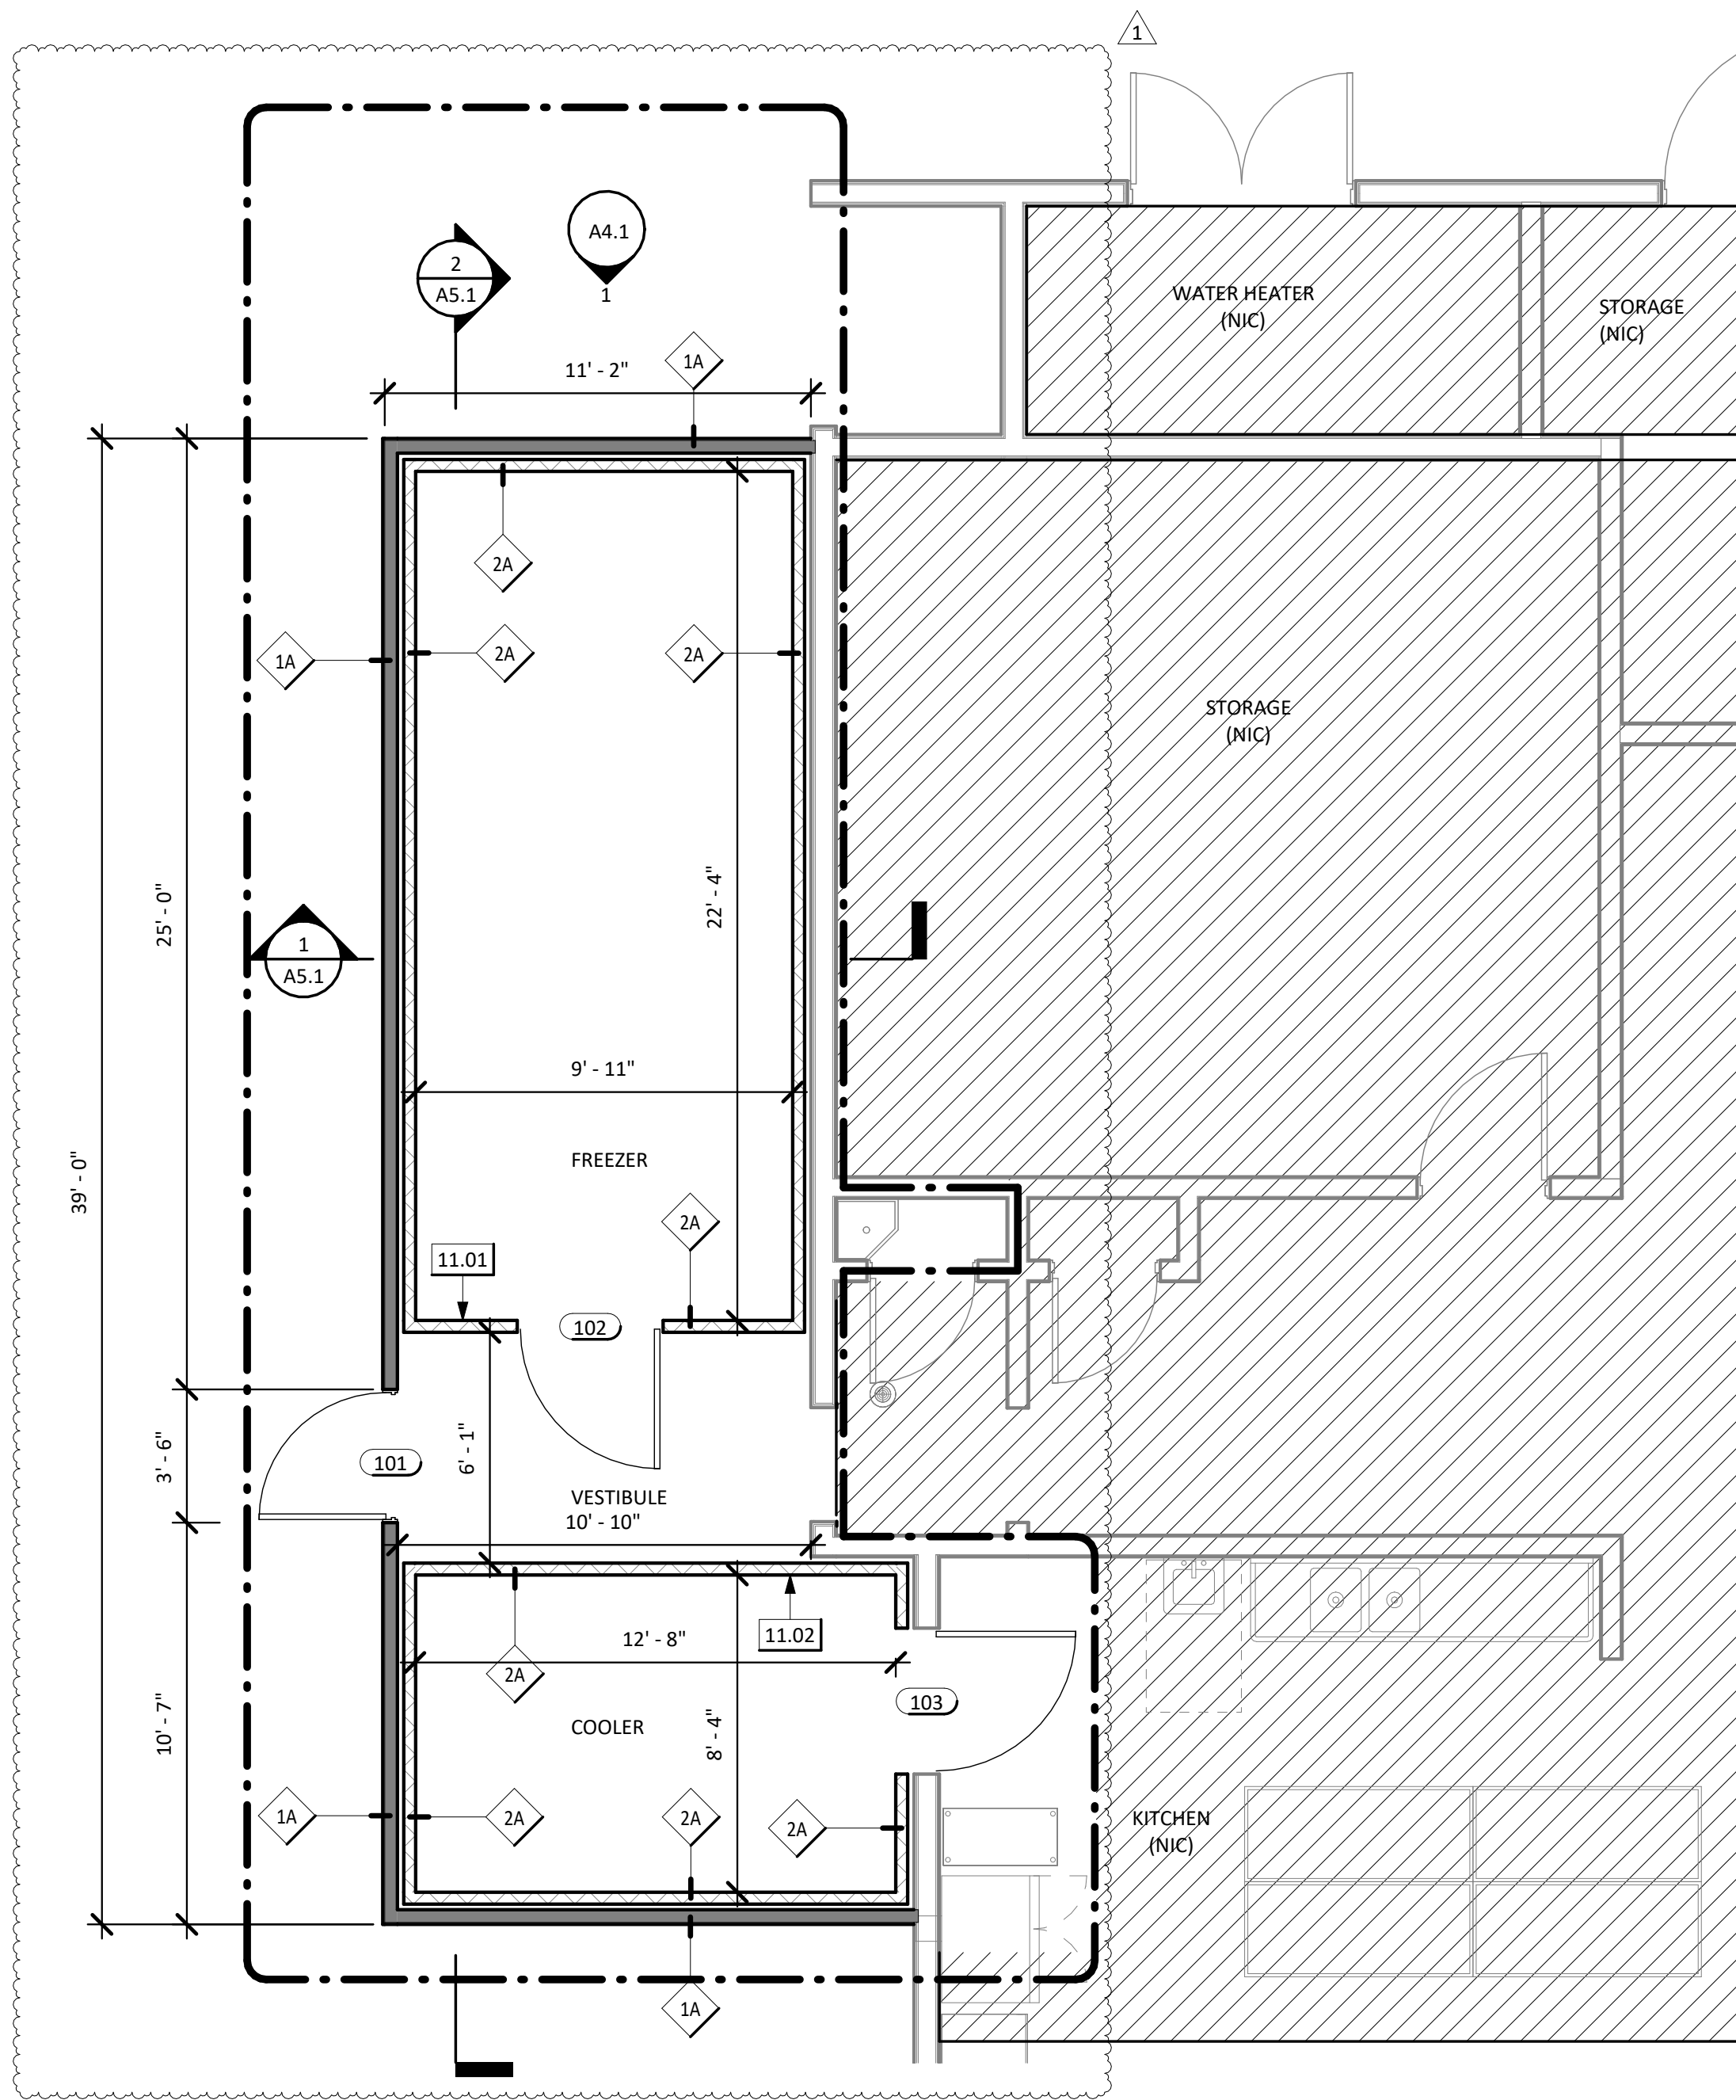 1
A4.1
1
2
A5.1
WATER HEATER
(NIC)
STORAGE
(NIC)
11' - 2"
1A
2A
1A
2A
2A
STORAGE
(NIC)
25' - 0"
22' - 4"
1
A5.1
9' - 11"
39' - 0"
FREEZER
2A
11.01
102
3' - 6"
101
6' - 1"
VESTIBULE
10' - 10"
12' - 8"
11.02
2A
103
10' - 7"
COOLER
8' - 4"
1A
2A
2A
2A
KITCHEN
(NIC)
1A